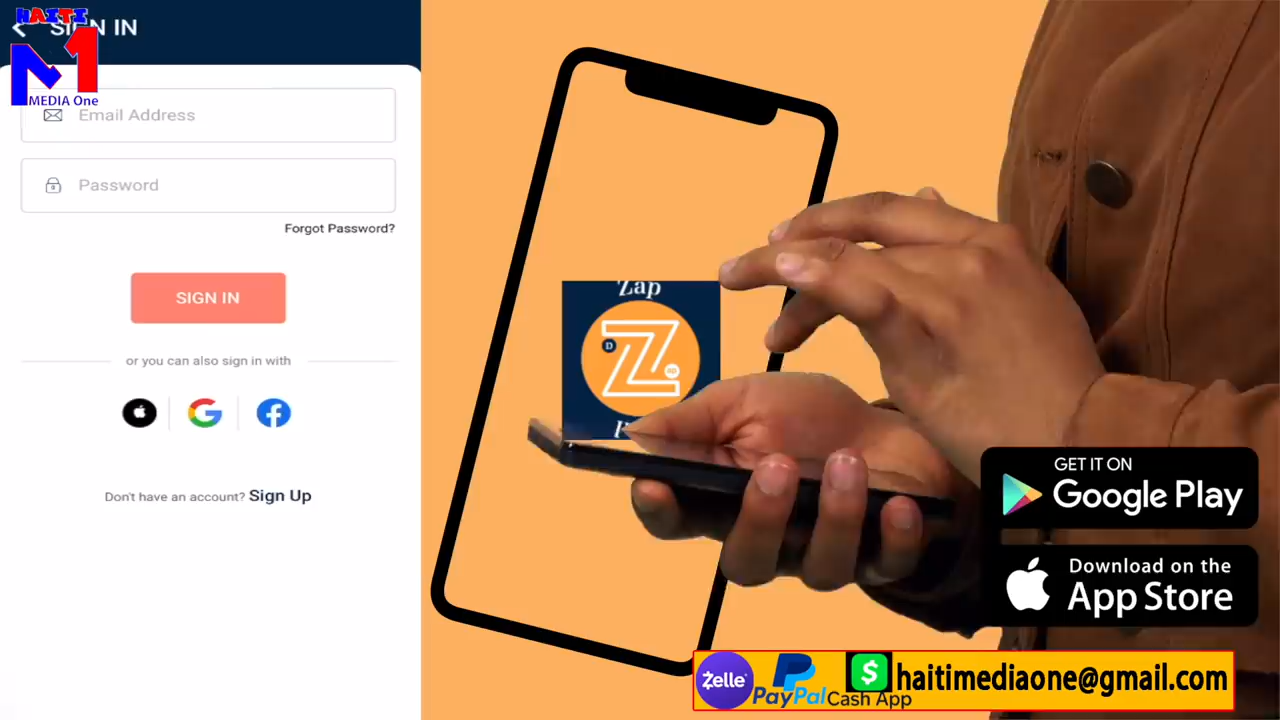 HAITI
M1
MEDIA One
SIGN IN
Email Address
Password
Forgot Password?
SIGN IN
or you can also sign in with
Don't have an account? Sign Up
Zap
Z
D
GET IT ON
Google Play
Download on the
App Store
Zelle
PayPal
$
Cash App
haitimediaone@gmail.com